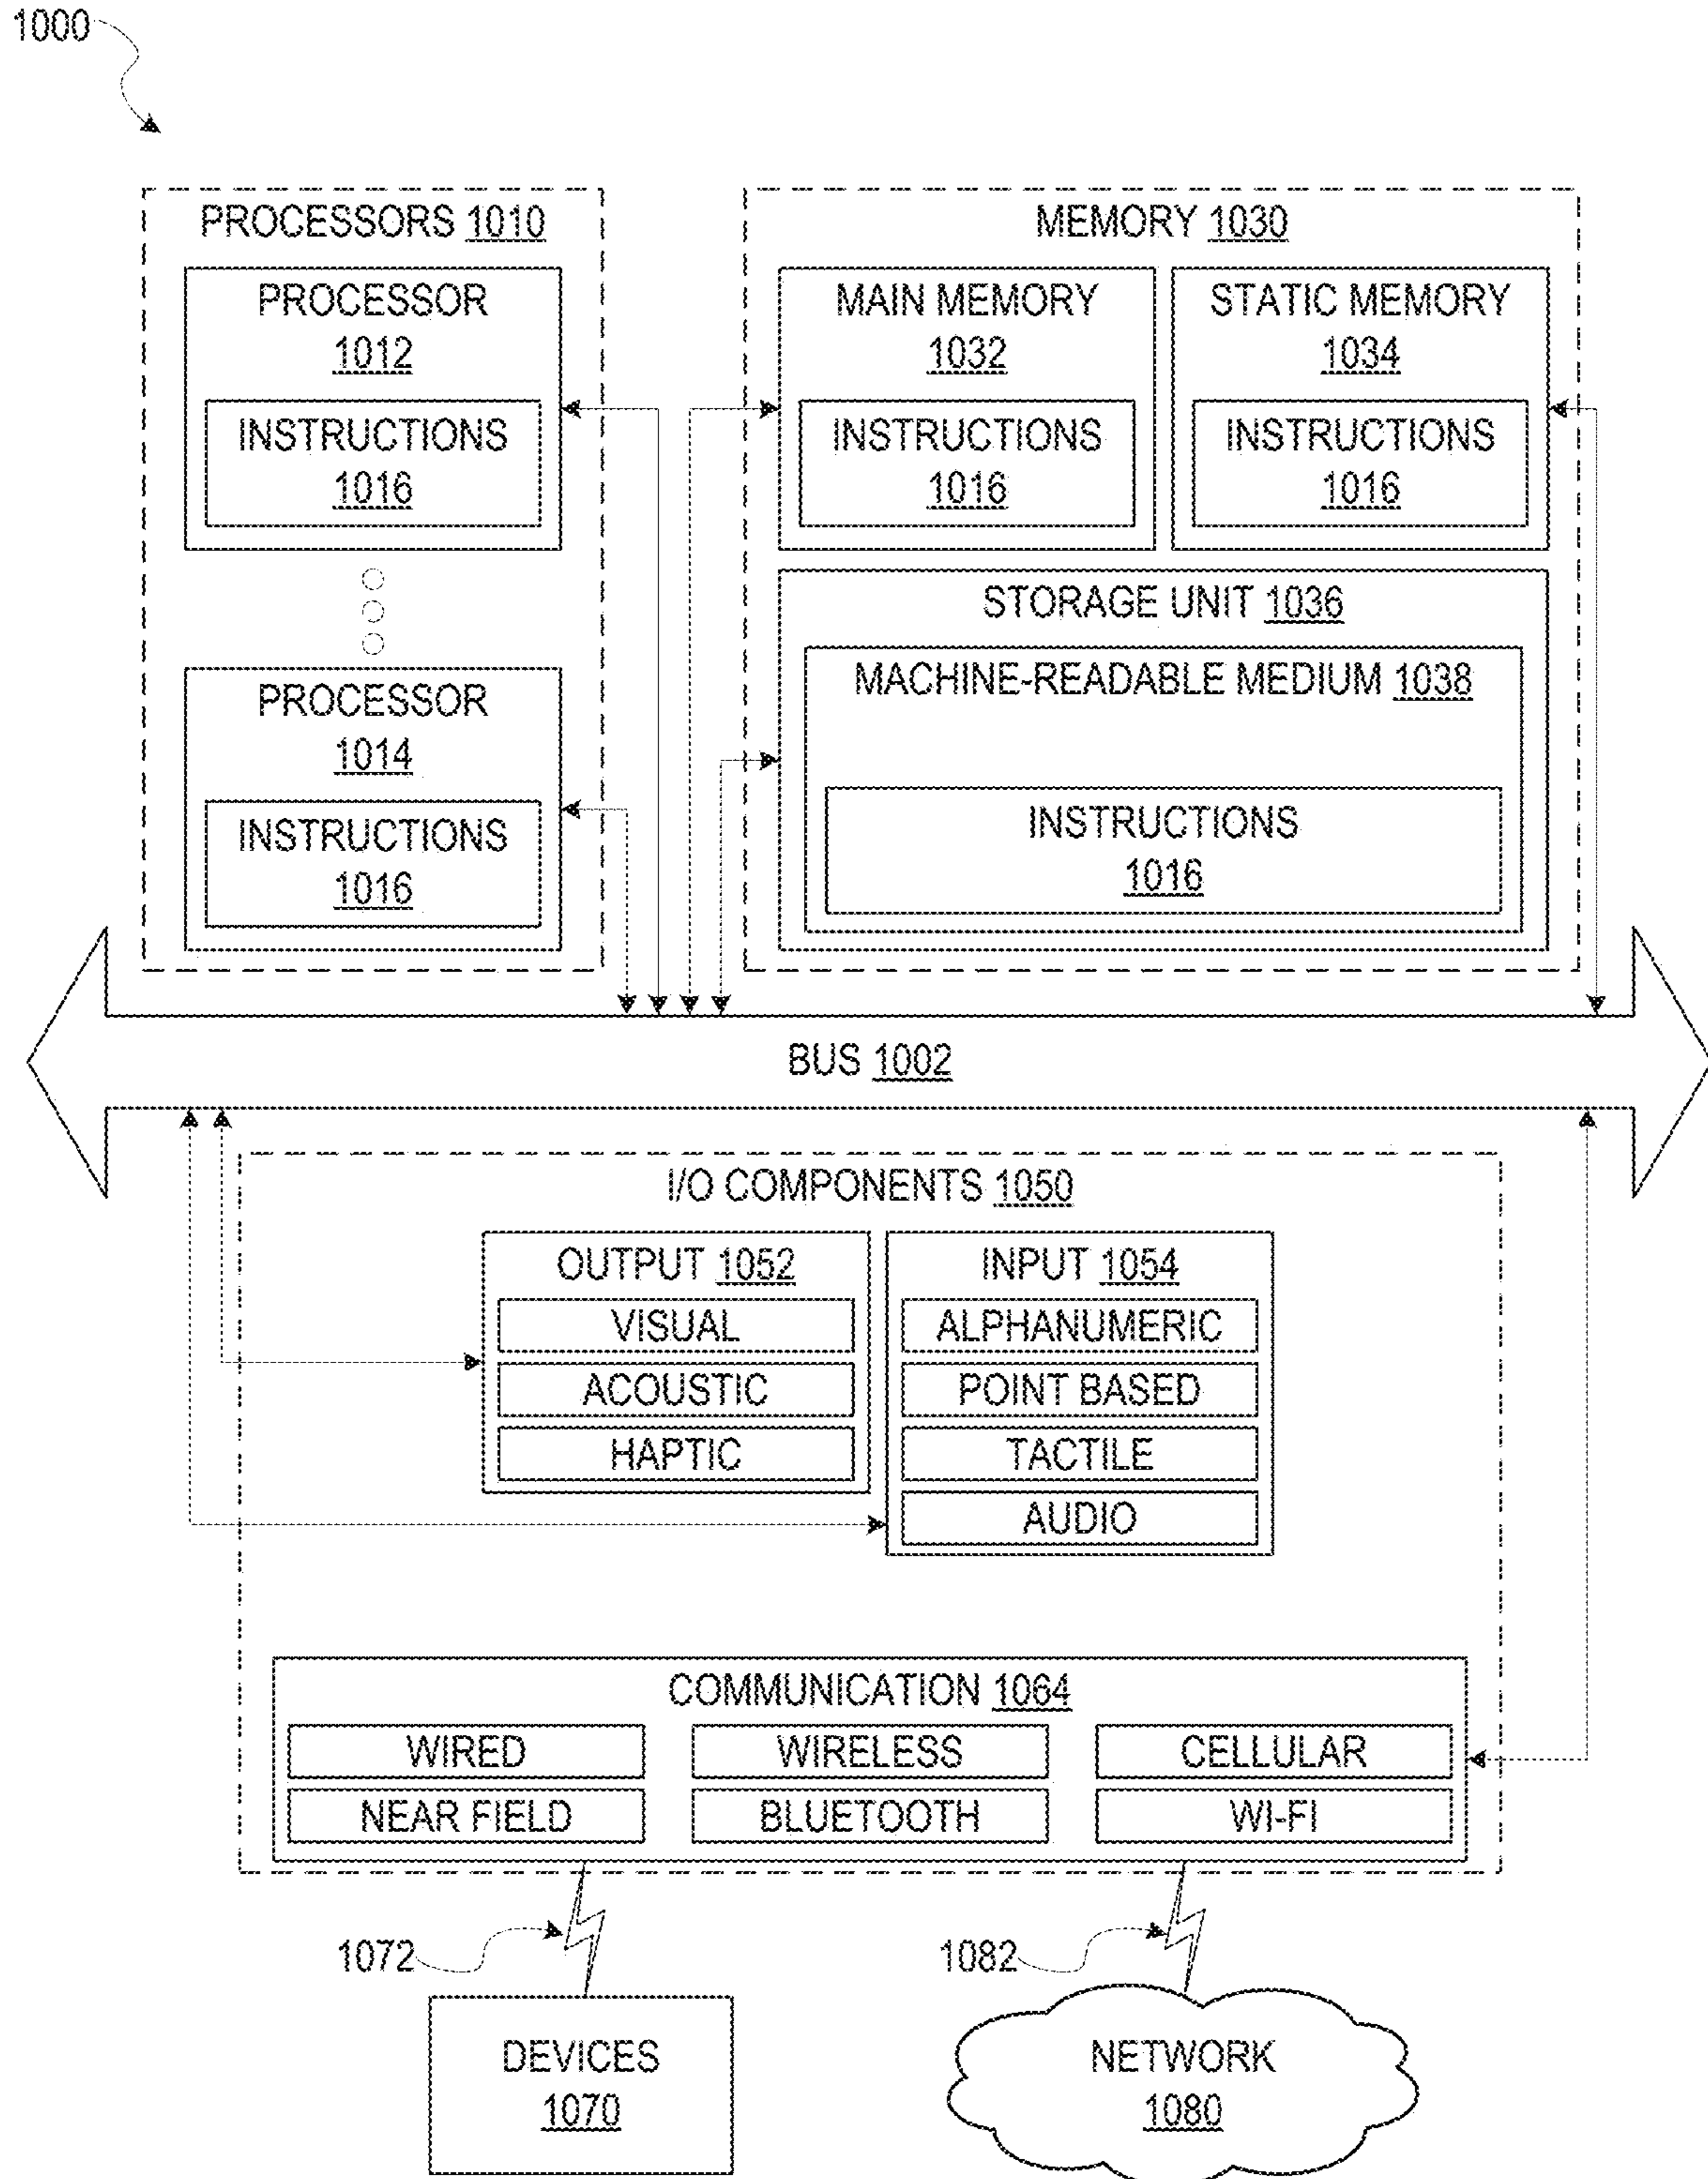 1000
PROCESSORS 1010
PROCESSOR
1012
INSTRUCTIONS
1016
PROCESSOR
1014
INSTRUCTIONS
1016
MEMORY 1030
MAIN MEMORY
1032
INSTRUCTIONS
1016
STATIC MEMORY
1034
INSTRUCTIONS
1016
STORAGE UNIT 1036
MACHINE-READABLE MEDIUM 1038
INSTRUCTIONS
1016
BUS 1002
I/O COMPONENTS 1050
OUTPUT 1052
VISUAL
ACOUSTIC
HAPTIC
INPUT 1054
ALPHANUMERIC
POINT BASED
TACTILE
AUDIO
COMMUNICATION 1064
WIRED
WIRELESS
CELLULAR
NEAR FIELD
BLUETOOTH
WI-FI
1072
1082
DEVICES
1070
NETWORK
1080